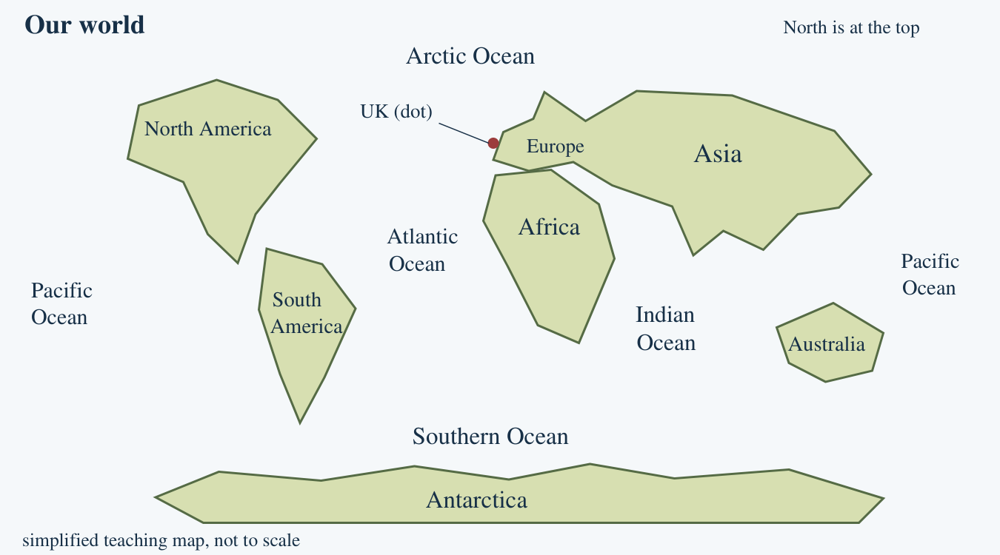 Our world
North is at the top
Arctic Ocean
UK (dot)
North America
Europe
Asia
Africa
Atlantic
Ocean
Pacific
Ocean
Pacific
Ocean
South
America
Indian
Ocean
Australia
Southern Ocean
Antarctica
simplified teaching map, not to scale